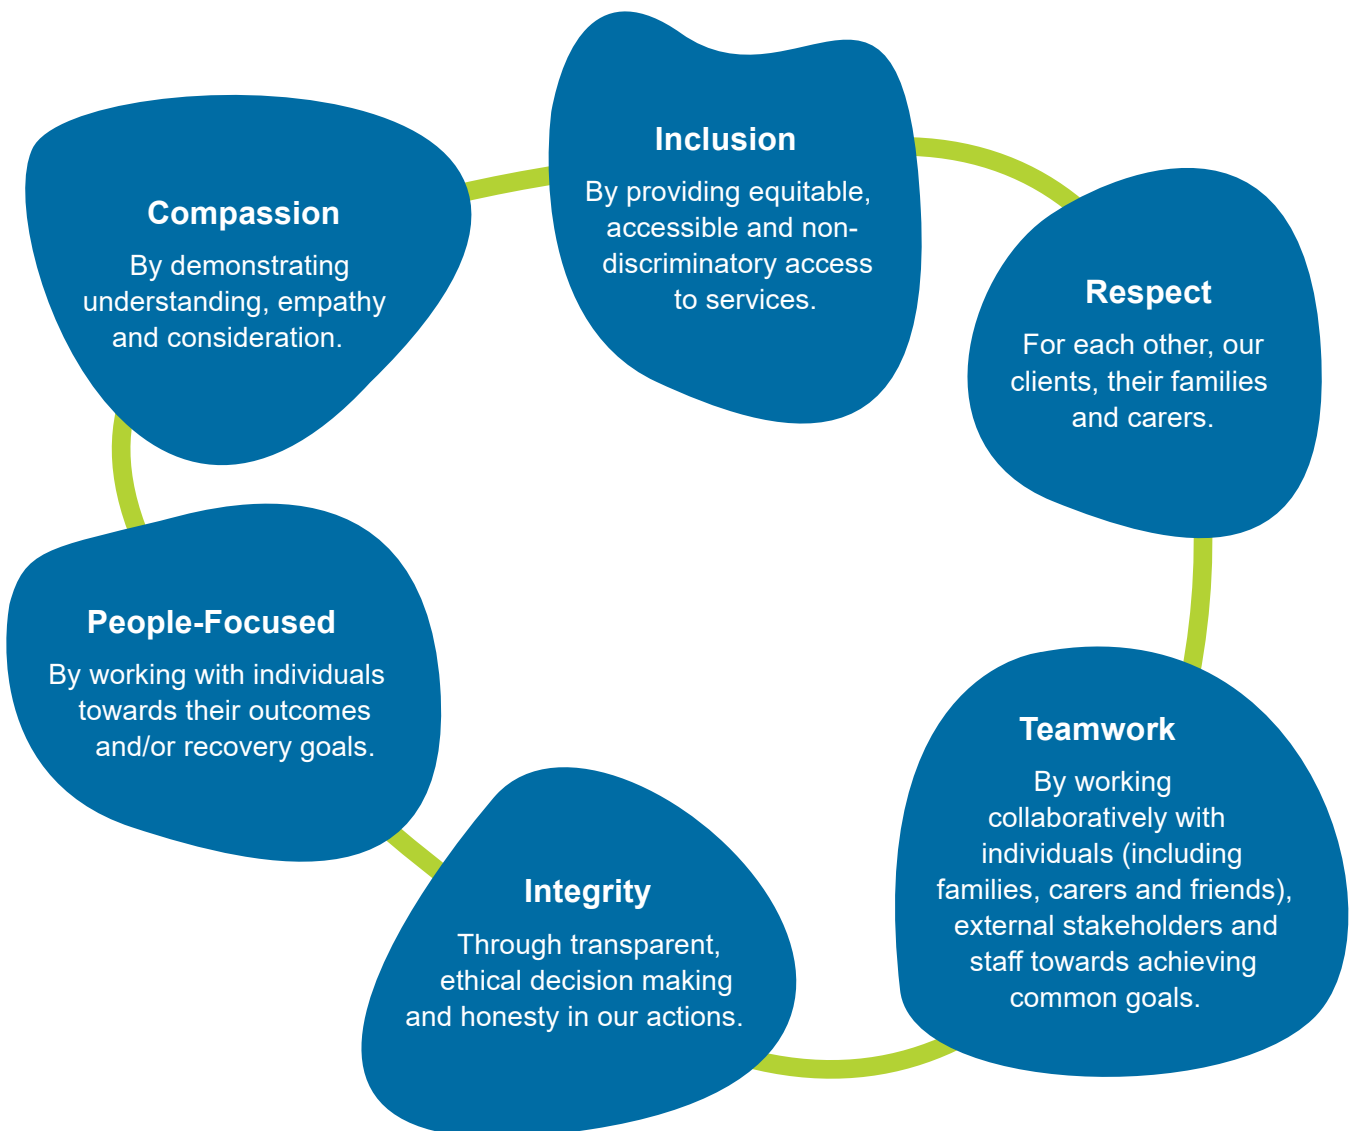 Inclusion
By providing equitable,
accessible and non-
discriminatory access
to services.
Respect
For each other, our
clients, their families
and carers.
Teamwork
By working
collaboratively with
individuals (including
families, carers and friends),
external stakeholders and
staff towards achieving
common goals.
Integrity
Through transparent,
ethical decision making
and honesty in our actions.
People-Focused
By working with individuals
towards their outcomes
and/or recovery goals.
Compassion
By demonstrating
understanding, empathy
and consideration.